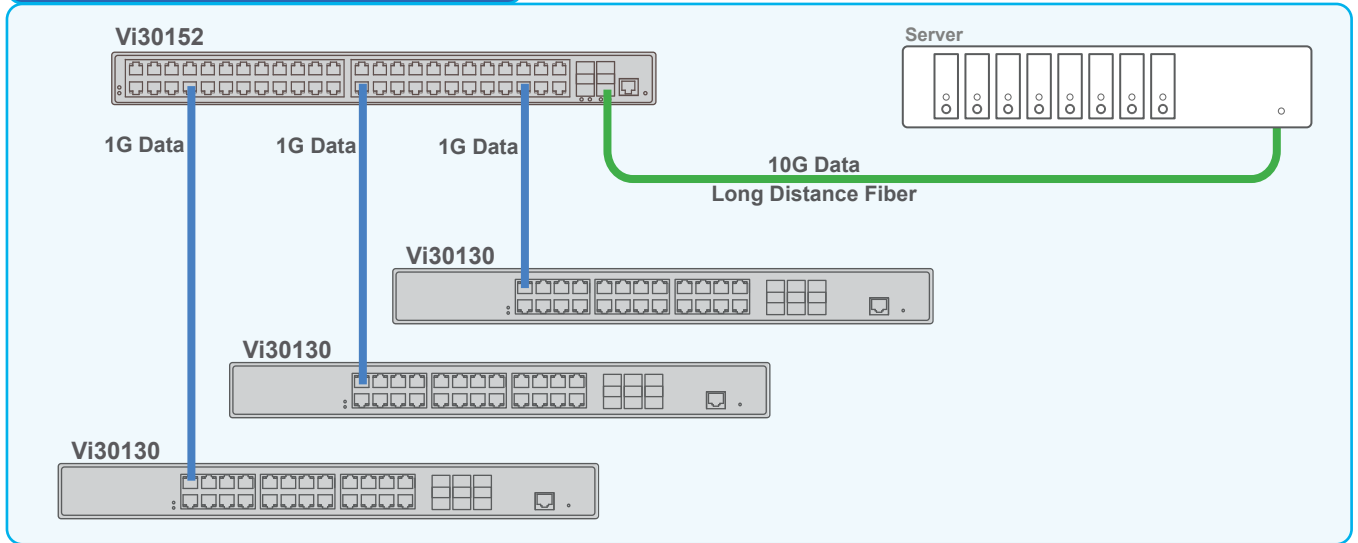 Vi30152
Server
1G Data
1G Data
1G Data
10G Data
Long Distance Fiber
Vi30130
Vi30130
Vi30130